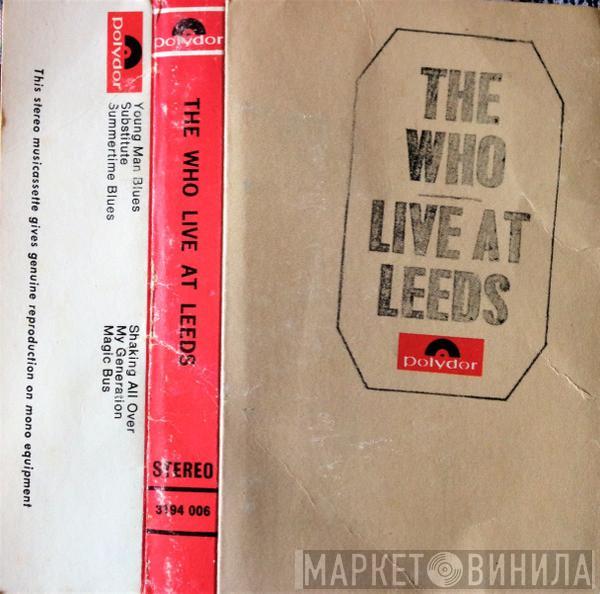 polydor
Young Man Blues
Substitute
Summertime Blues
Shaking All Over
My Generation
Magic Bus
This stereo musicassette gives genuine reproduction on mono equipment
polydor
THE WHO LIVE AT LEEDS
STEREO
3194 006
THE
WHO
LIVE AT
LEEDS
polydor
МАРКЕТ ВИНИЛА